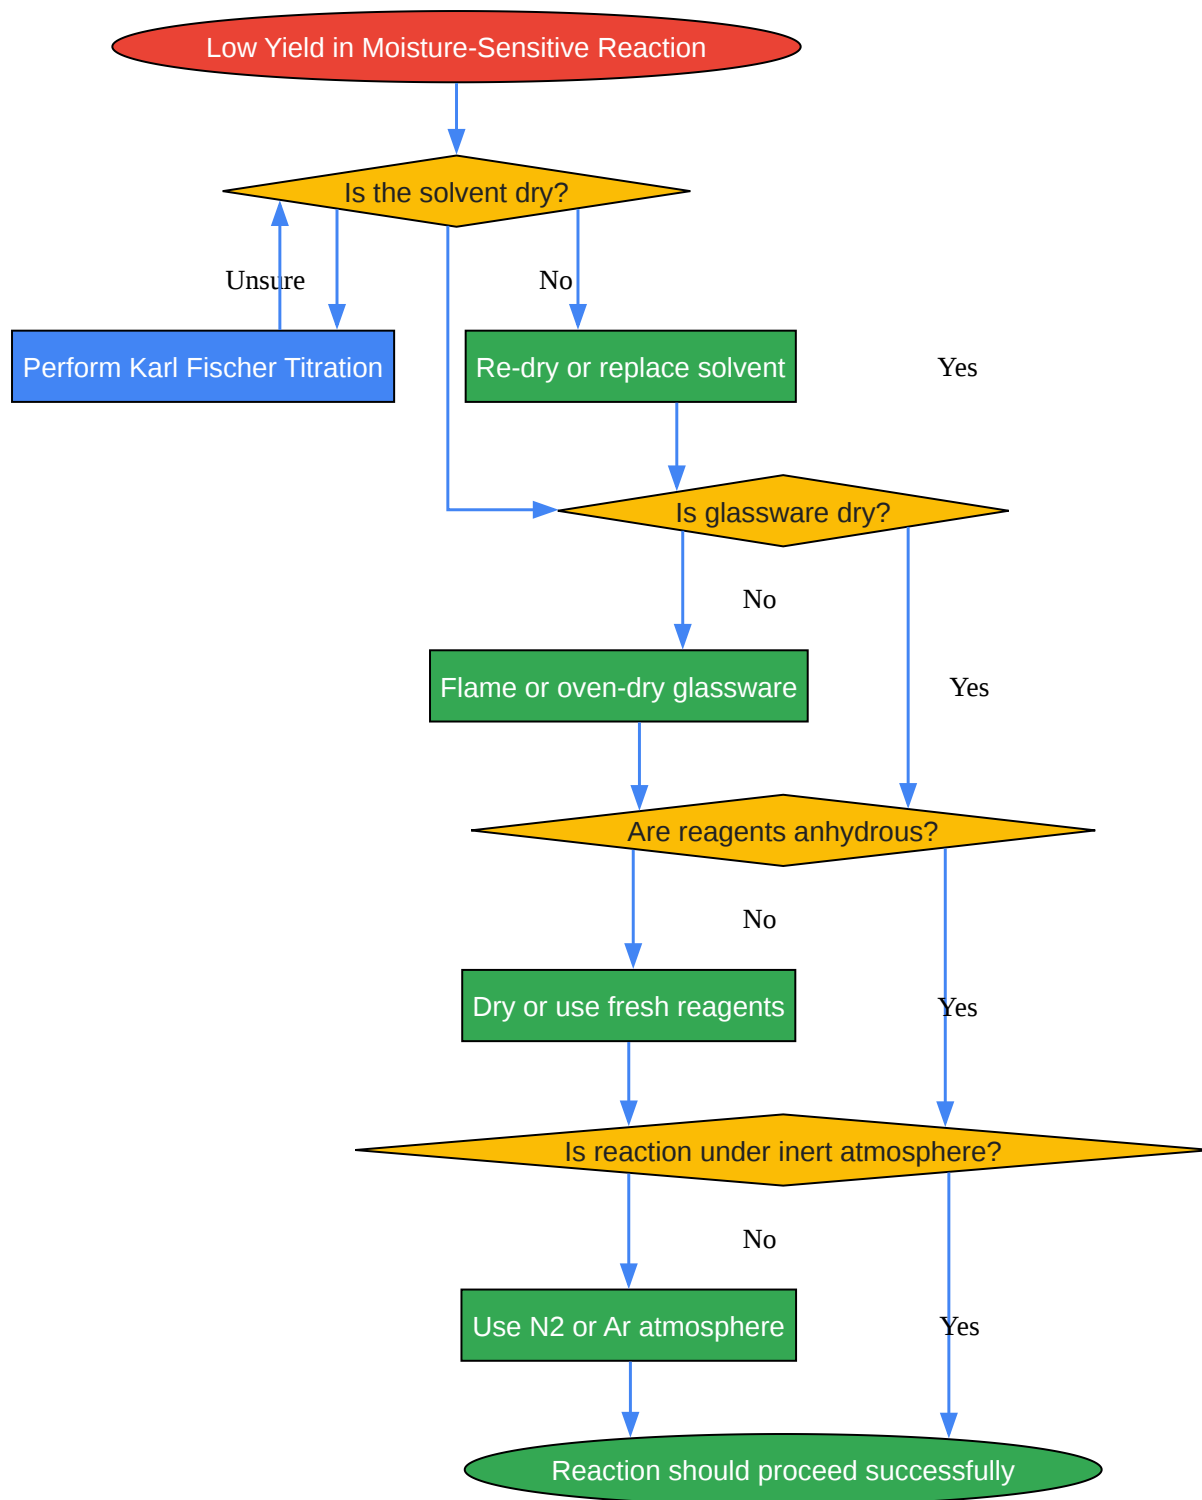 Low Yield in Moisture-Sensitive Reaction
Is the solvent dry?
Unsure
No
Perform Karl Fischer Titration
Re-dry or replace solvent
Yes
Is glassware dry?
No
Flame or oven-dry glassware
Yes
Are reagents anhydrous?
No
Dry or use fresh reagents
Yes
Is reaction under inert atmosphere?
No
Use N2 or Ar atmosphere
Yes
Reaction should proceed successfully